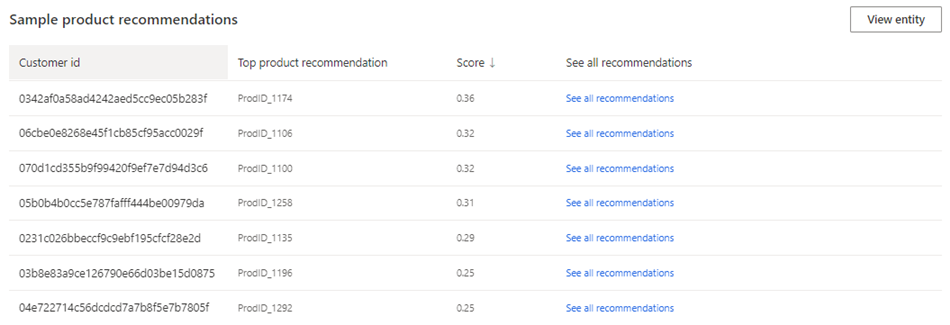 Sample product recommendations
View entity
Customer id Top product recommendation Score ↓ See all recommendations
0342af0a58ad4242aed5cc9ec05b283f ProdID_1174 0.36 See all recommendations
06cbe0e8268e45f1cb85cf95acc0029f ProdID_1106 0.32 See all recommendations
070d1cd355b9f99420f9ef7e7d94d3c6 ProdID_1100 0.32 See all recommendations
05b0b4b0cc5e787fafff444be00979da ProdID_1258 0.31 See all recommendations
0231c026bbeccf9c9ebf195cfcf28e2d ProdID_1135 0.29 See all recommendations
03b8e83a9ce126790e66d03be15d0875 ProdID_1196 0.25 See all recommendations
04e722714c56dcdcd7a7b8f5e7b7805f ProdID_1292 0.25 See all recommendations